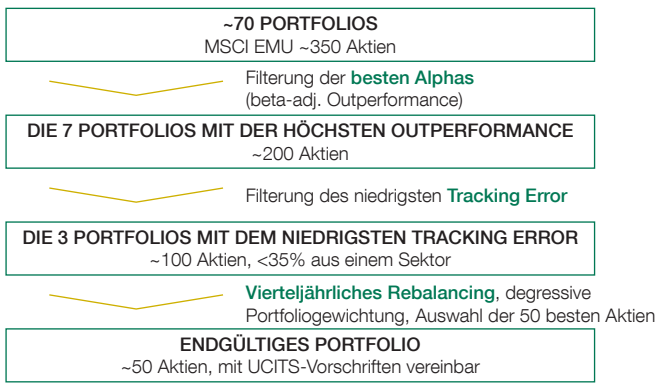 ~70 PORTFOLIOS
MSCI EMU ~350 Aktien
Filterung der besten Alphas
(beta-adj. Outperformance)
DIE 7 PORTFOLIOS MIT DER HÖCHSTEN OUTPERFORMANCE
~200 Aktien
Filterung des niedrigsten Tracking Error
DIE 3 PORTFOLIOS MIT DEM NIEDRIGSTEN TRACKING ERROR
~100 Aktien, <35% aus einem Sektor
Vierteljährliches Rebalancing, degressive
Portfoliogewichtung, Auswahl der 50 besten Aktien
ENDGÜLTIGES PORTFOLIO
~50 Aktien, mit UCITS-Vorschriften vereinbar